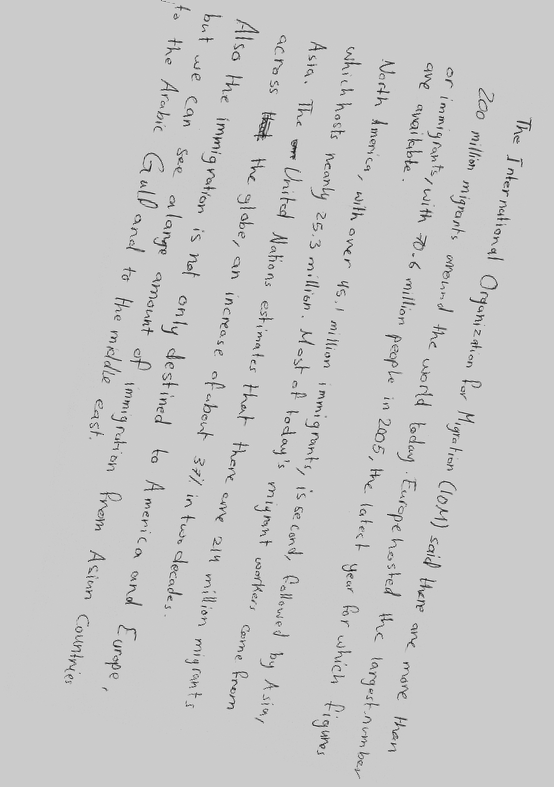 The International Organization for Migration (IOM) said there are more than
200 million migrants around the world today. Europe hosted the largest number
or immigrants, with 70.6 million people in 2005, the latest year for which figures
are available.
North America, with over 45.1 million immigrants, is second, followed by Asia,
which hosts nearly 25.3 million. Most of today's migrant workers come from
Asia. The United Nations estimates that there are 214 million migrants
across the globe, an increase of about 37% in two decades.
Also the immigration is not only destined to America and Europe,
but we can see a large amount of immigration from Asian Countries
to the Arabic Gulf and to the middle east.